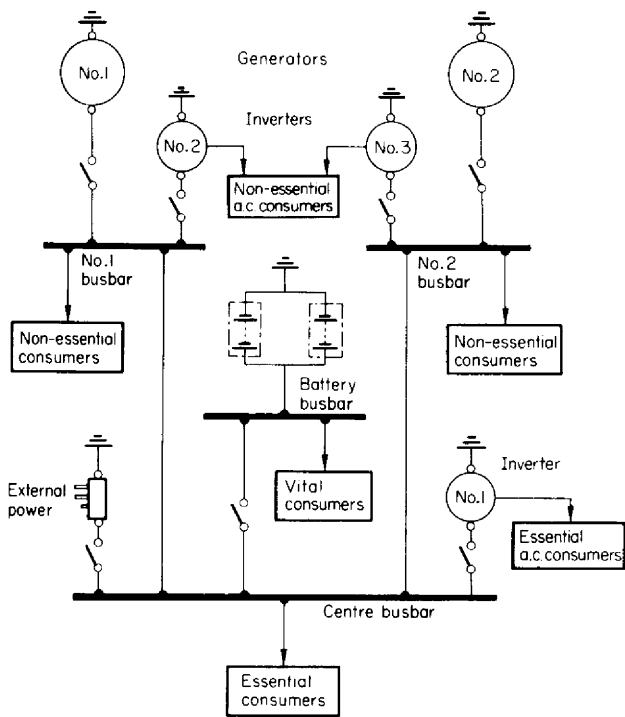 No.1
Generators
No.2
Inverters
No.2
No.3
Non-essential
a.c consumers
No.1
busbar
No.2
busbar
Non-essential
consumers
Non-essential
consumers
Battery
busbar
External
power
Vital
consumers
Inverter
No.1
Essential
a.c.consumers
Centre busbar
Essential
consumers